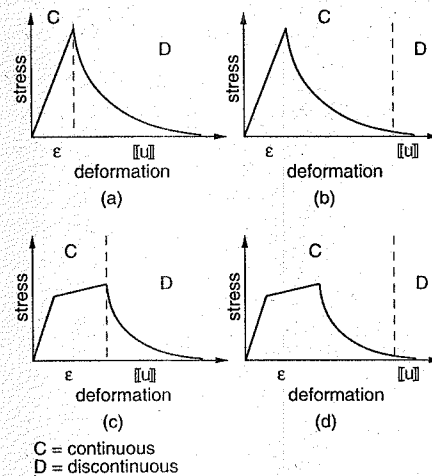 C
D
stress
ε
[[u]]
deformation
(a)
C
D
stress
ε
[[u]]
deformation
(b)
C
D
stress
ε
[[u]]
deformation
(c)
C
D
stress
ε
[[u]]
deformation
(d)
C = continuous
D = discontinuous